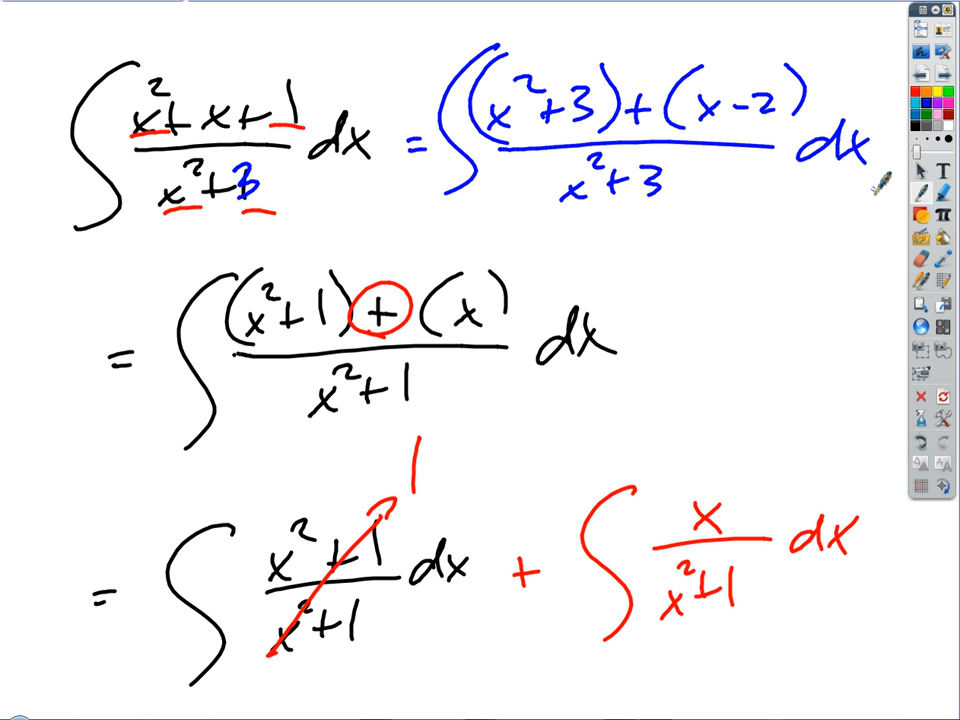 ∫ (x² + x + 1)/(x² + 3) dx = ∫ ((x² + 3) + (x − 2))/(x² + 3) dx
= ∫ ((x² + 1) + (x))/(x² + 1) dx
1
= ∫ (x² + 1)/(x² + 1) dx + ∫ x/(x² + 1) dx